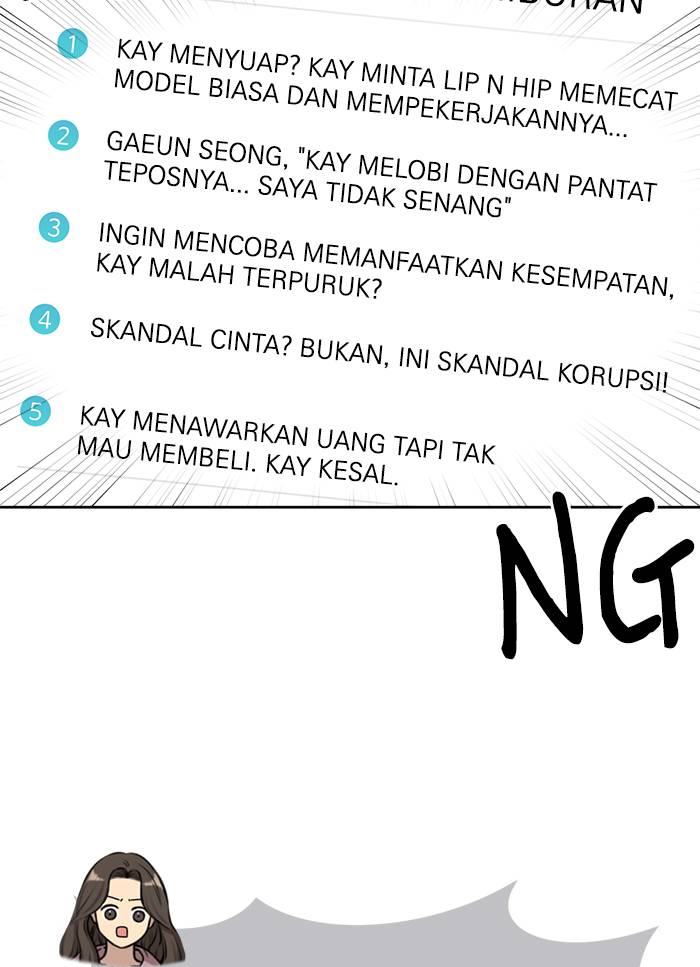 1 KAY MENYUAP? KAY MINTA LIP N HIP MEMECAT
MODEL BIASA DAN MEMPEKERJAKANNYA...
2 GAEUN SEONG, "KAY MELOBI DENGAN PANTAT
TEPOSNYA... SAYA TIDAK SENANG"
3 INGIN MENCOBA MEMANFAATKAN KESEMPATAN,
KAY MALAH TERPURUK?
4 SKANDAL CINTA? BUKAN, INI SKANDAL KORUPSI!
5 KAY MENAWARKAN UANG TAPI TAK
MAU MEMBELI. KAY KESAL.
NG